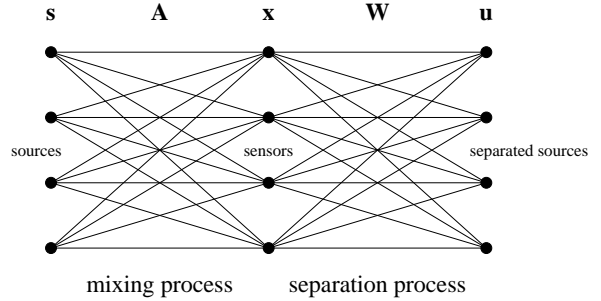 s A x W u
sources sensors separated sources
mixing process separation process